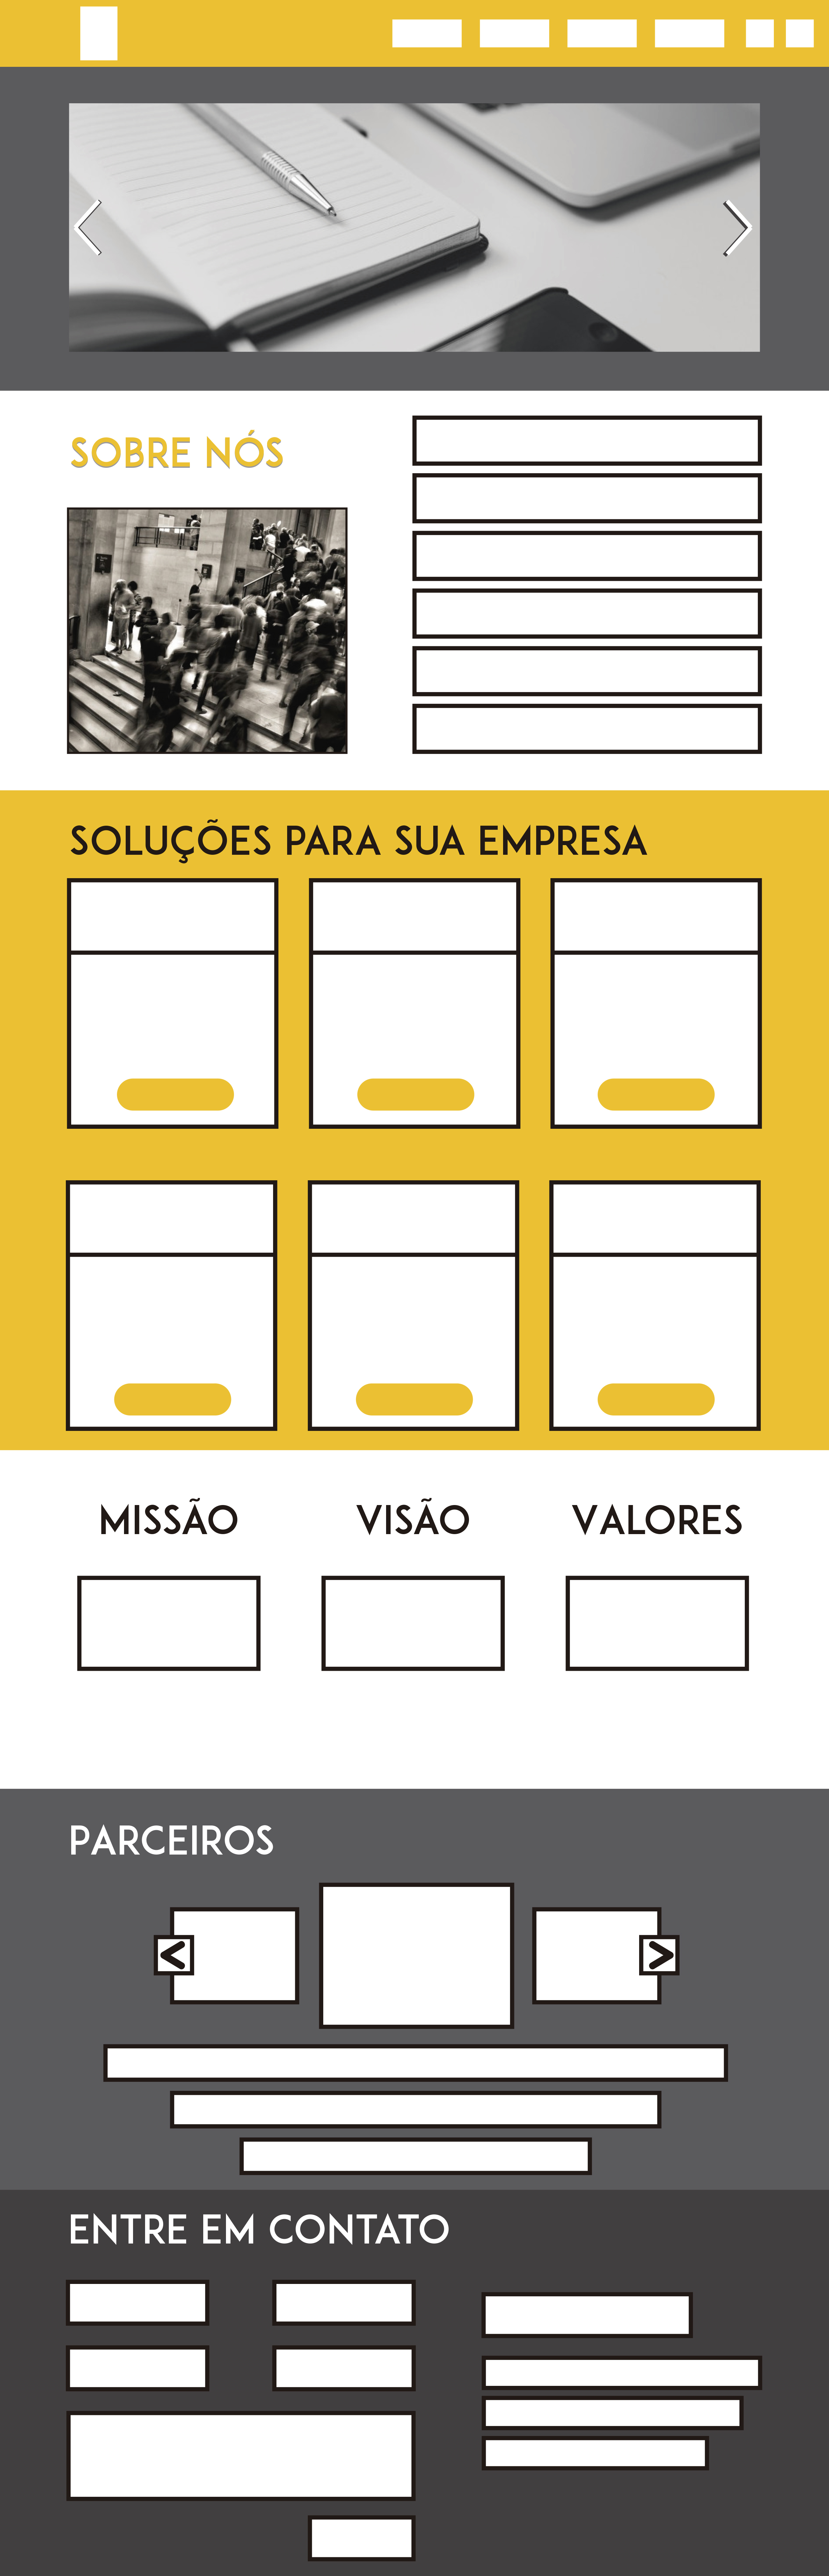 SOBRE NÓS
SOLUÇÕES PARA SUA EMPRESA
MISSÃO
VISÃO
VALORES
PARCEIROS
<
>
ENTRE EM CONTATO